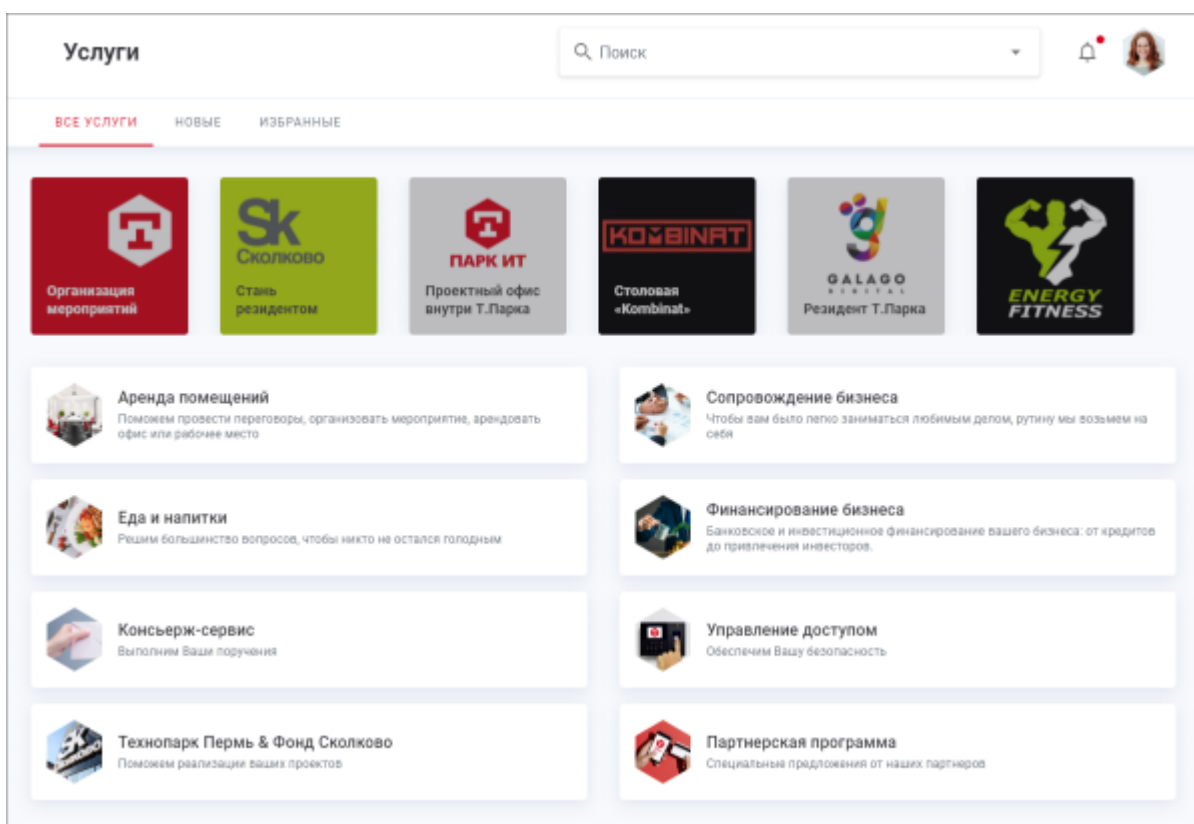 Услуги
Поиск
ВСЕ УСЛУГИ
НОВЫЕ
ИЗБРАННЫЕ
Организация
мероприятий
Sk
Сколково
Стань
резидентом
ПАРК ИТ
Проектный офис
внутри Т.Парка
KOMBINAT
Столовая
«Kombinat»
GALAGO
DIGITAL
Резидент Т.Парка
ENERGY
FITNESS
Аренда помещений
Поможем провести переговоры, организовать мероприятие, арендовать
офис или рабочее место
Сопровождение бизнеса
Чтобы вам было легко заниматься любимым делом, рутину мы возьмем на
себя
Еда и напитки
Решим большинство вопросов, чтобы никто не остался голодным
Финансирование бизнеса
Банковское и инвестиционное финансирование вашего бизнеса: от кредитов
до привлечения инвесторов.
Консьерж-сервис
Выполним Ваши поручения
Управление доступом
Обеспечим Вашу безопасность
Технопарк Пермь & Фонд Сколково
Поможем реализации ваших проектов
Партнерская программа
Специальные предложения от наших партнеров